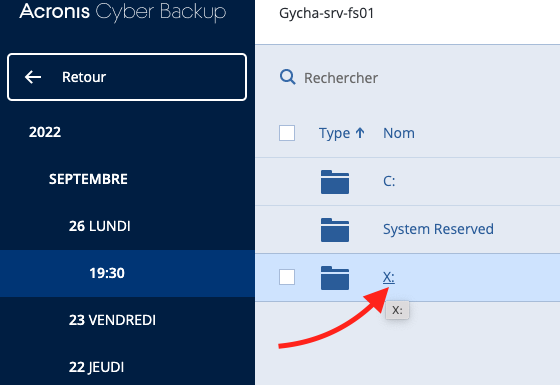 Acronis Cyber Backup
Retour
2022
SEPTEMBRE
26 LUNDI
19:30
23 VENDREDI
22 JEUDI
Gycha-srv-fs01
Rechercher
Type Nom
C:
System Reserved
X:
X: